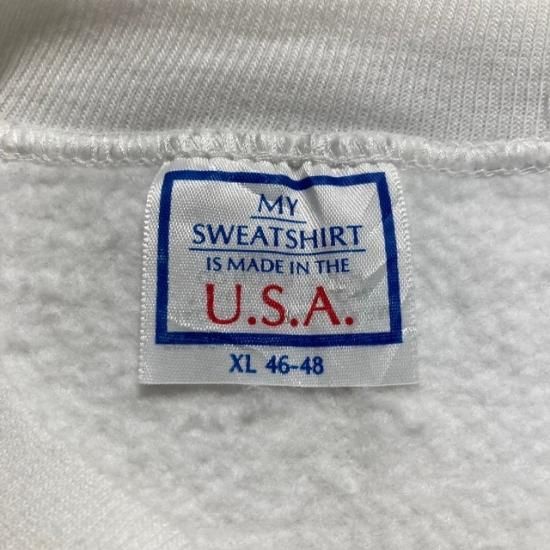 MY
SWEATSHIRT
IS MADE IN THE
U.S.A.
XL 46-48